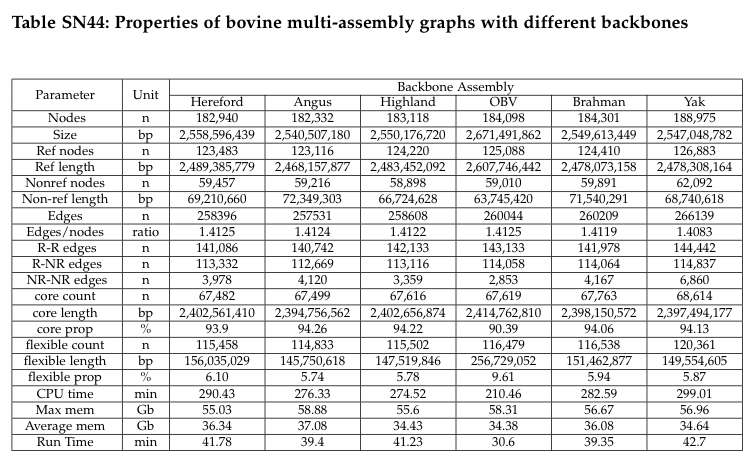 Table SN44: Properties of bovine multi-assembly graphs with different backbones
Parameter Unit Backbone Assembly
Hereford Angus Highland OBV Brahman Yak
Nodes n 182,940 182,332 183,118 184,098 184,301 188,975
Size bp 2,558,596,439 2,540,507,180 2,550,176,720 2,671,491,862 2,549,613,449 2,547,048,782
Ref nodes n 123,483 123,116 124,220 125,088 124,410 126,883
Ref length bp 2,489,385,779 2,468,157,877 2,483,452,092 2,607,746,442 2,478,073,158 2,478,308,164
Nonref nodes n 59,457 59,216 58,898 59,010 59,891 62,092
Non-ref length bp 69,210,660 72,349,303 66,724,628 63,745,420 71,540,291 68,740,618
Edges n 258396 257531 258608 260044 260209 266139
Edges/nodes ratio 1.4125 1.4124 1.4122 1.4125 1.4119 1.4083
R-R edges n 141,086 140,742 142,133 143,133 141,978 144,442
R-NR edges n 113,332 112,669 113,116 114,058 114,064 114,837
NR-NR edges n 3,978 4,120 3,359 2,853 4,167 6,860
core count n 67,482 67,499 67,616 67,619 67,763 68,614
core length bp 2,402,561,410 2,394,756,562 2,402,656,874 2,414,762,810 2,398,150,572 2,397,494,177
core prop % 93.9 94.26 94.22 90.39 94.06 94.13
flexible count n 115,458 114,833 115,502 116,479 116,538 120,361
flexible length bp 156,035,029 145,750,618 147,519,846 256,729,052 151,462,877 149,554,605
flexible prop % 6.10 5.74 5.78 9.61 5.94 5.87
CPU time min 290.43 276.33 274.52 210.46 282.59 299.01
Max mem Gb 55.03 58.88 55.6 58.31 56.67 56.96
Average mem Gb 36.34 37.08 34.43 34.38 36.08 34.64
Run Time min 41.78 39.4 41.23 30.6 39.35 42.7